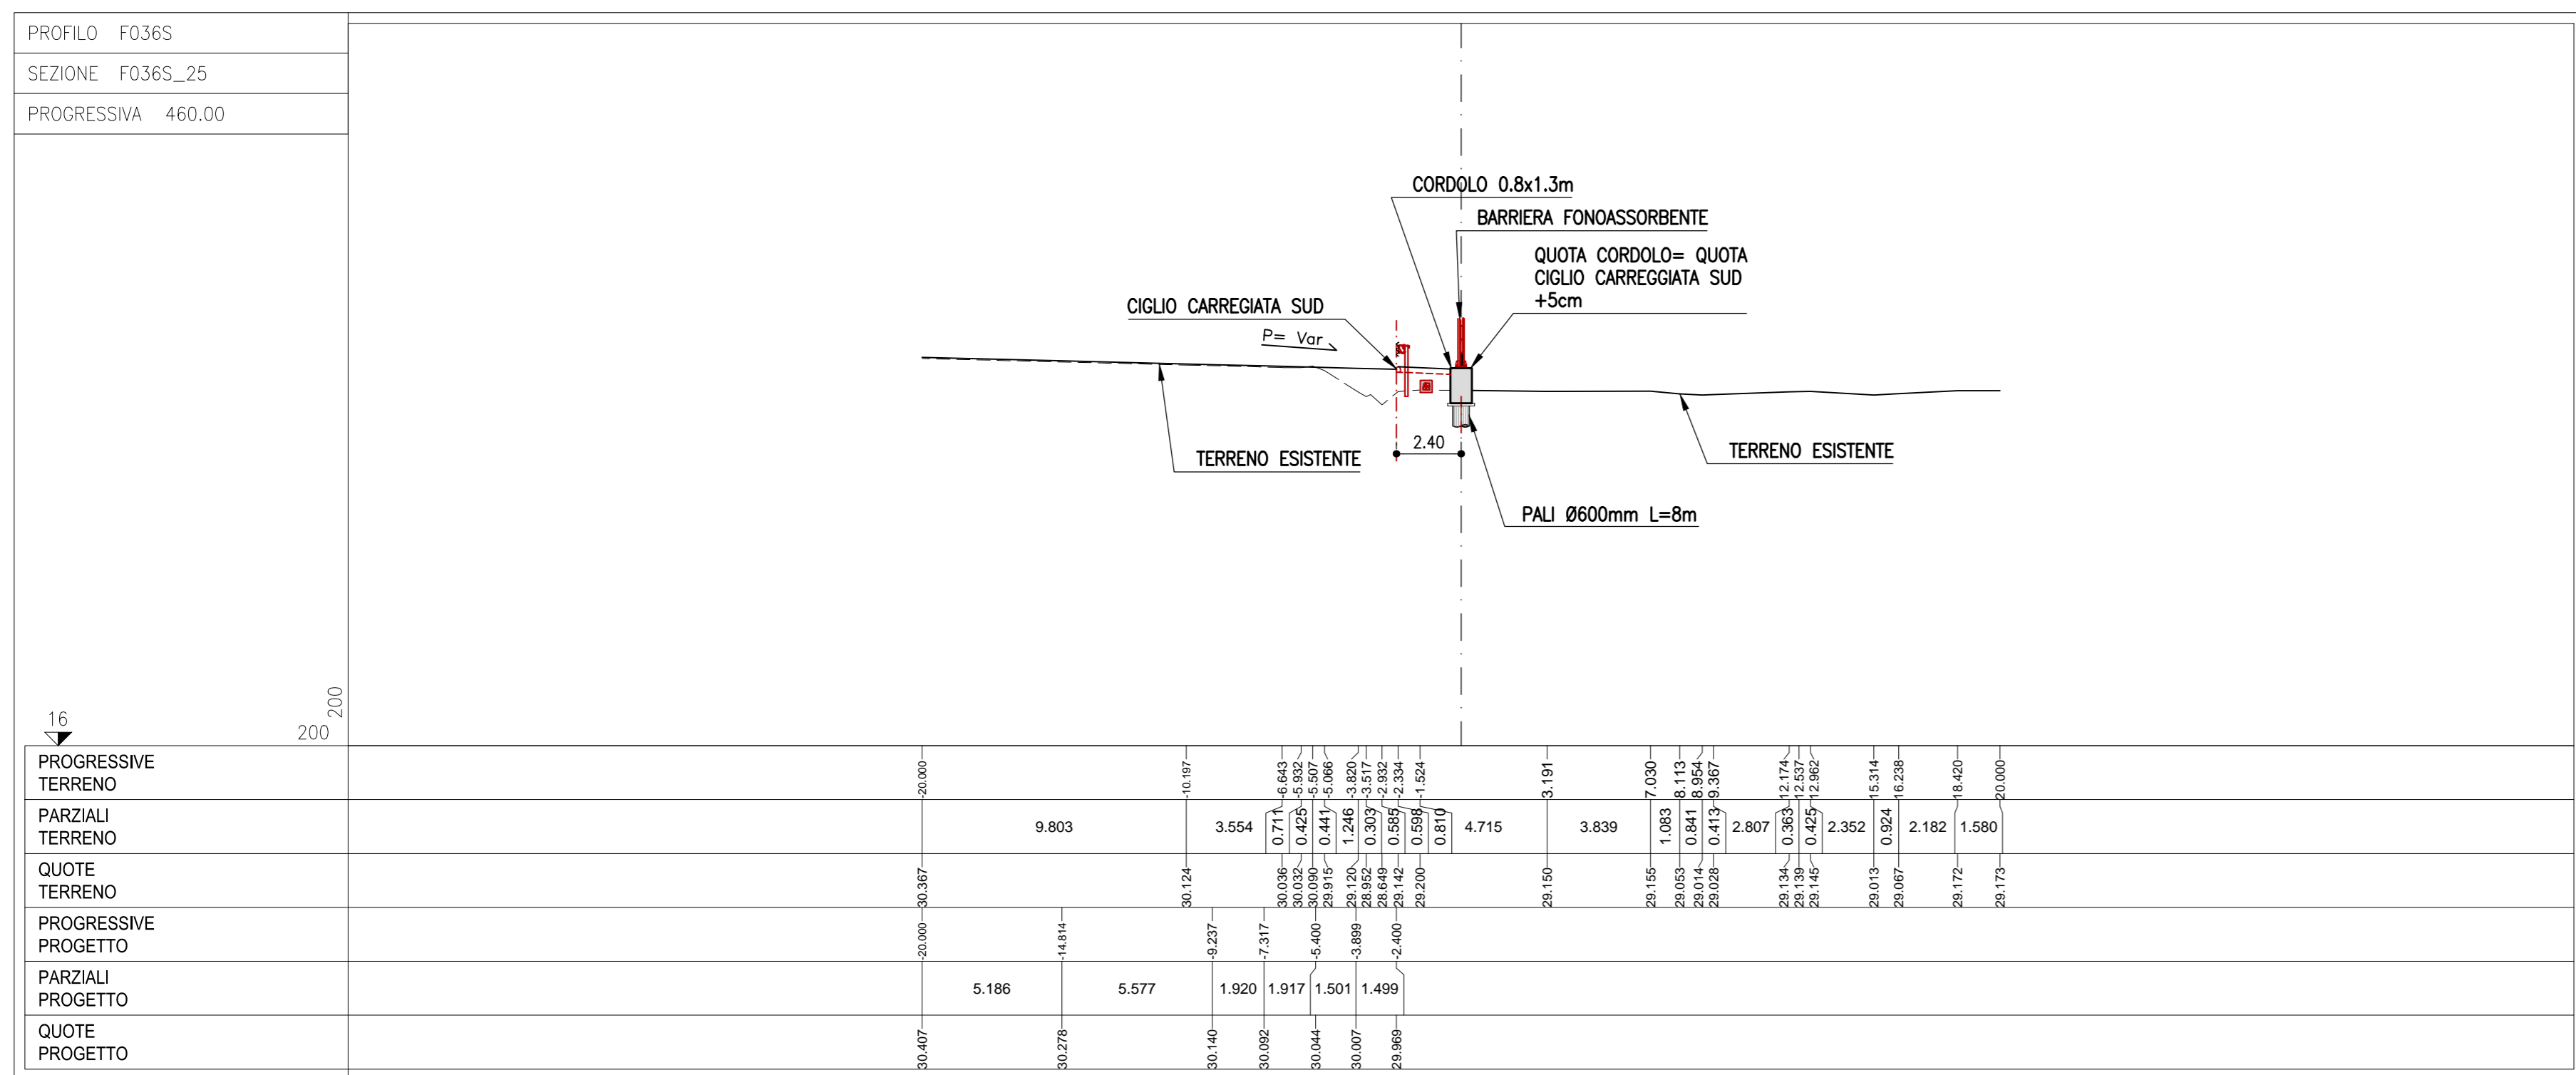 PROFILO F036S
SEZIONE F036S_25
PROGRESSIVA 460.00
CORDOLO 0.8x1.3m
BARRIERA FONOASSORBENTE
QUOTA CORDOLO= QUOTA
CIGLIO CARREGGIATA SUD
+5cm
CIGLIO CARREGIATA SUD
P= Var
2.40
TERRENO ESISTENTE
TERRENO ESISTENTE
PALI Ø600mm L=8m
16
200
200
PROGRESSIVE
TERRENO
-20.000 -10.197 -6.643 -5.932 -5.507 -5.066 -3.820 -3.517 -2.932 -2.334 -1.524 3.191 7.030 8.113 8.954 9.367 12.174 12.537 12.962 15.314 16.238 18.420 20.000
PARZIALI
TERRENO
9.803 3.554 0.711 0.425 0.441 1.246 0.303 0.585 0.598 0.810 4.715 3.839 1.083 0.841 0.413 2.807 0.363 0.425 2.352 0.924 2.182 1.580
QUOTE
TERRENO
30.367 30.124 30.036 30.032 30.090 29.915 29.120 28.952 28.649 29.142 29.200 29.150 29.155 29.053 29.014 29.028 29.134 29.139 29.145 29.013 29.067 29.172 29.173
PROGRESSIVE
PROGETTO
-20.000 -14.814 -9.237 -7.317 -5.400 -3.899 -2.400
PARZIALI
PROGETTO
5.186 5.577 1.920 1.917 1.501 1.499
QUOTE
PROGETTO
30.407 30.278 30.140 30.092 30.044 30.007 29.969